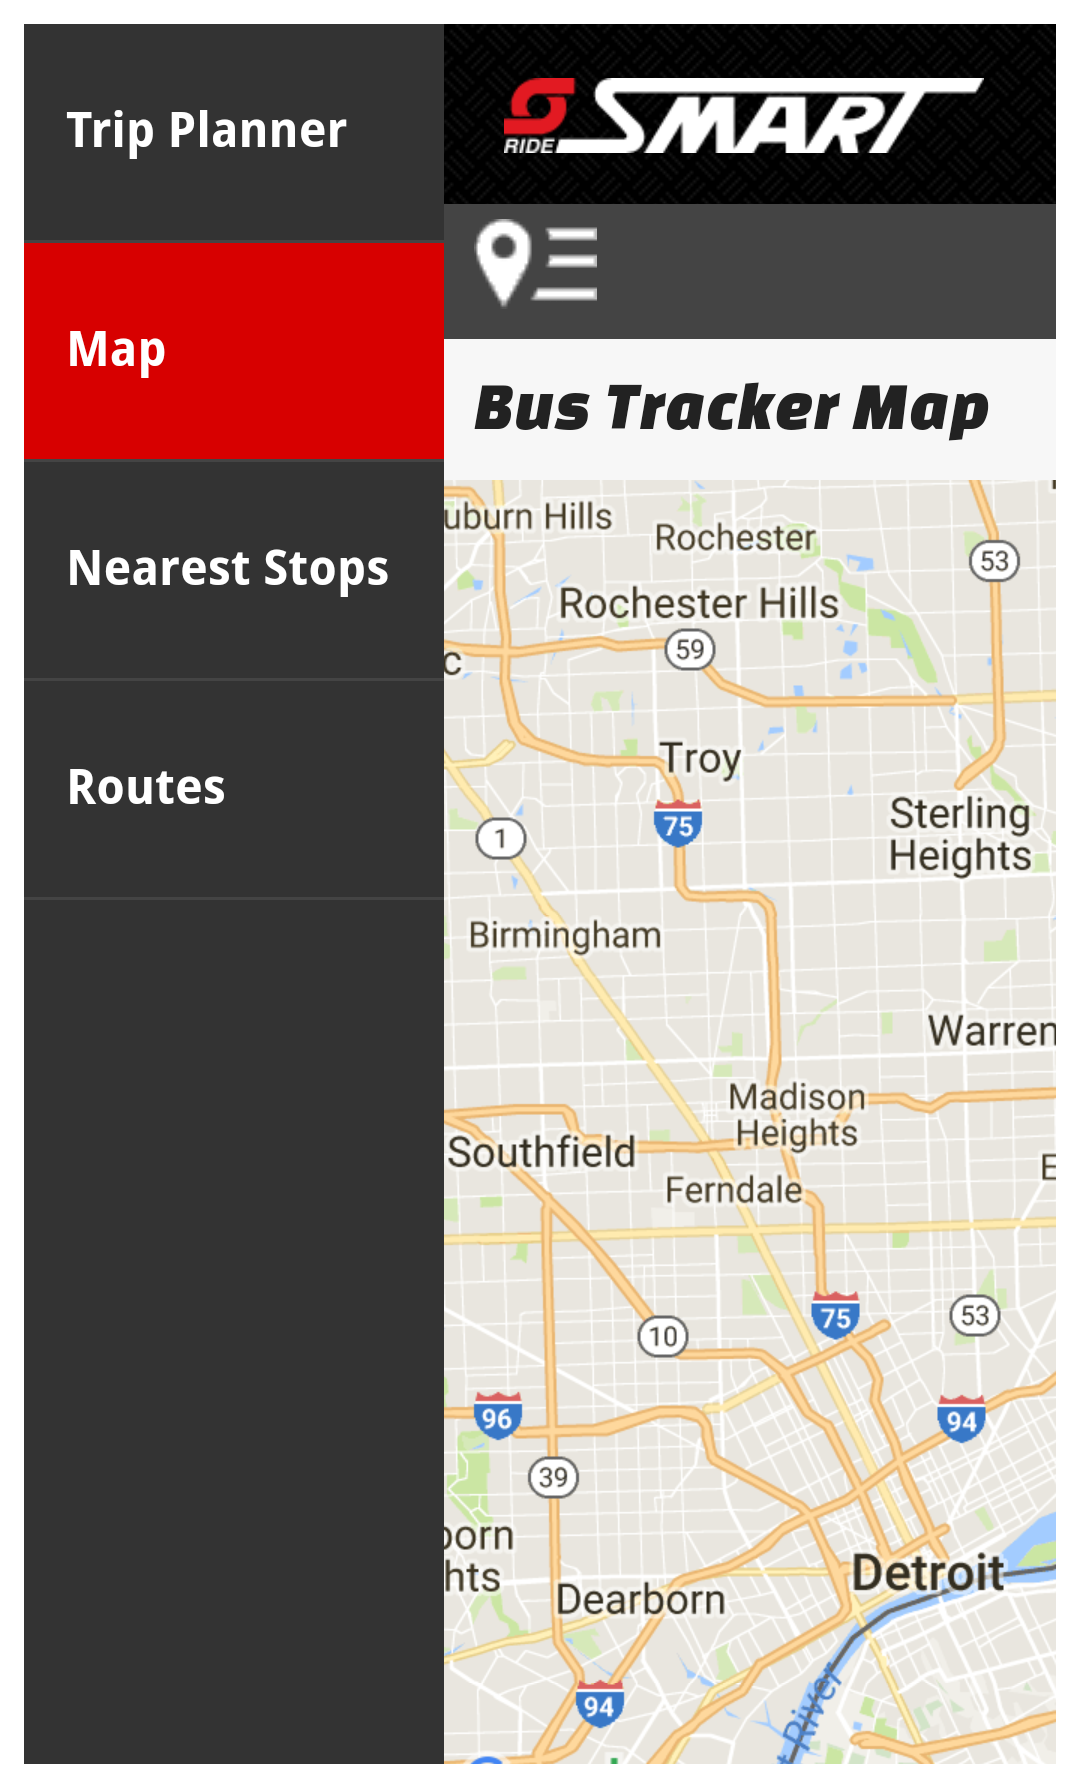 Trip Planner
Map
Nearest Stops
Routes
RIDE SMART
Bus Tracker Map
uburn Hills
Rochester
53
Rochester Hills
59
c
Troy
75
Sterling
Heights
1
Birmingham
Warren
Madison
Heights
Southfield
E
Ferndale
75
53
10
96
94
39
born
hts
Detroit
Dearborn
94
t River